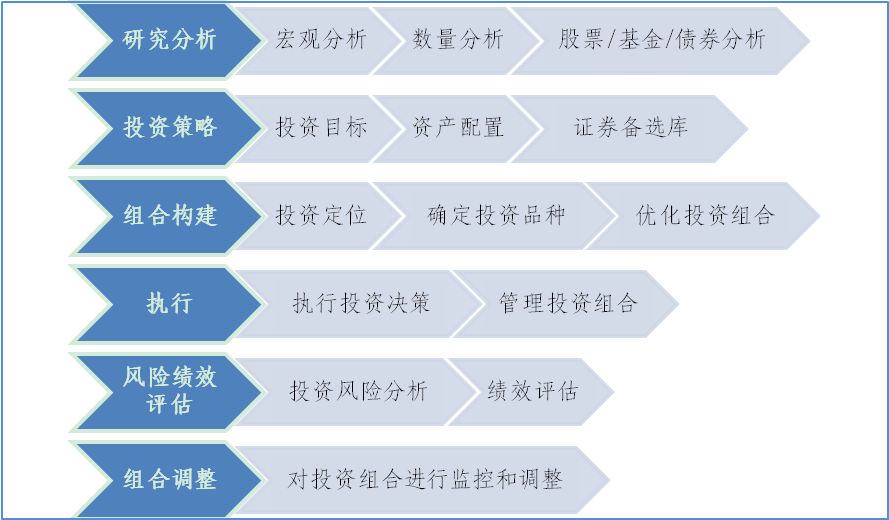 研究分析 宏观分析 数量分析 股票/基金/债券分析
投资策略 投资目标 资产配置 证券备选库
组合构建 投资定位 确定投资品种 优化投资组合
执行 执行投资决策 管理投资组合
风险绩效
评估 投资风险分析 绩效评估
组合调整 对投资组合进行监控和调整